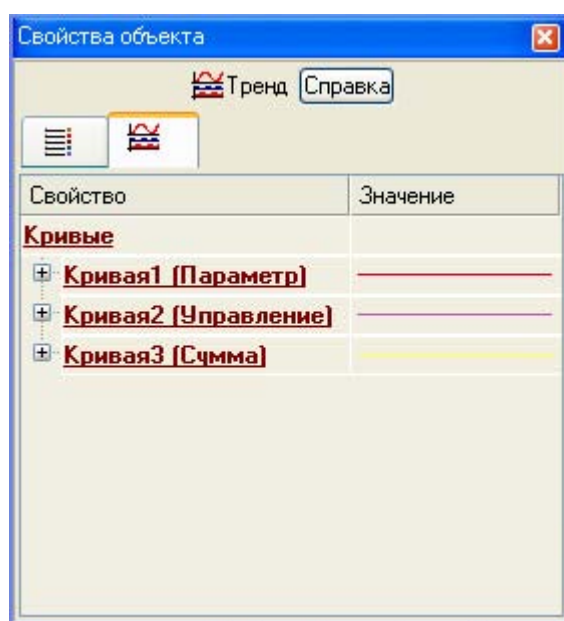 Свойства объекта
Тренд Справка
Свойство Значение
Кривые
Кривая1 (Параметр)
Кривая2 (Управление)
Кривая3 (Сумма)